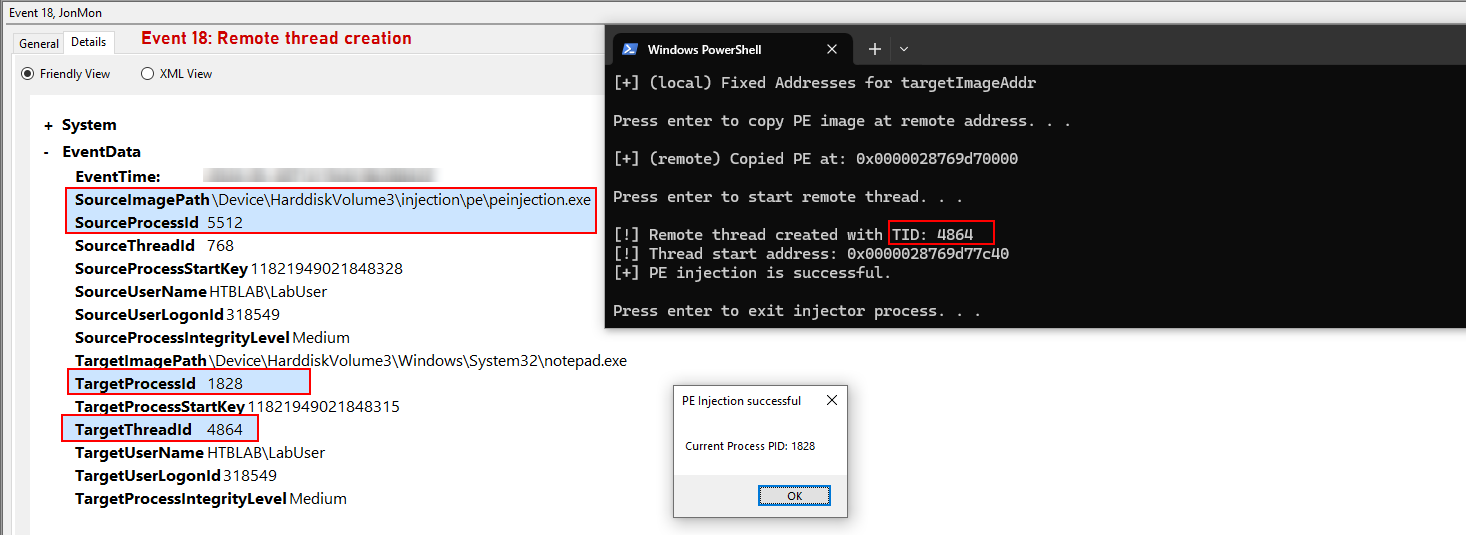 Event 18, JonMon
General
Details
Event 18: Remote thread creation
Friendly View
XML View
+ System
- EventData
EventTime:
SourceImagePath \Device\HarddiskVolume3\injection\pe\peinjection.exe
SourceProcessId 5512
SourceThreadId 768
SourceProcessStartKey 11821949021848328
SourceUserName HTBLAB\LabUser
SourceUserLogonId 318549
SourceProcessIntegrityLevel Medium
TargetImagePath \Device\HarddiskVolume3\Windows\System32\notepad.exe
TargetProcessId 1828
TargetProcessStartKey 11821949021848315
TargetThreadId 4864
TargetUserName HTBLAB\LabUser
TargetUserLogonId 318549
TargetProcessIntegrityLevel Medium
Windows PowerShell
[+] (local) Fixed Addresses for targetImageAddr
Press enter to copy PE image at remote address. . .
[+] (remote) Copied PE at: 0x0000028769d70000
Press enter to start remote thread. . .
[!] Remote thread created with TID: 4864
[!] Thread start address: 0x0000028769d77c40
[+] PE injection is successful.
Press enter to exit injector process. . .
PE Injection successful
Current Process PID: 1828
OK